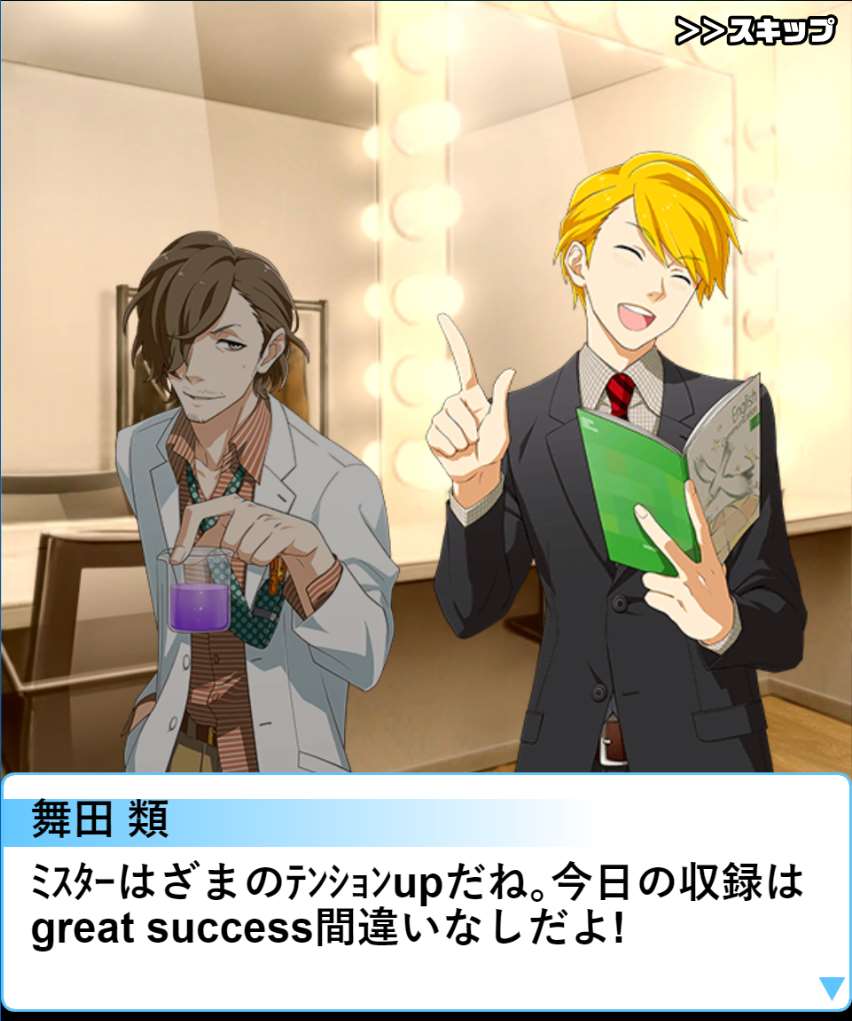 >>スキップ
English
舞田 類
ﾐｽﾀｰはざまのﾃﾝｼｮﾝupだね｡今日の収録は
great success間違いなしだよ!